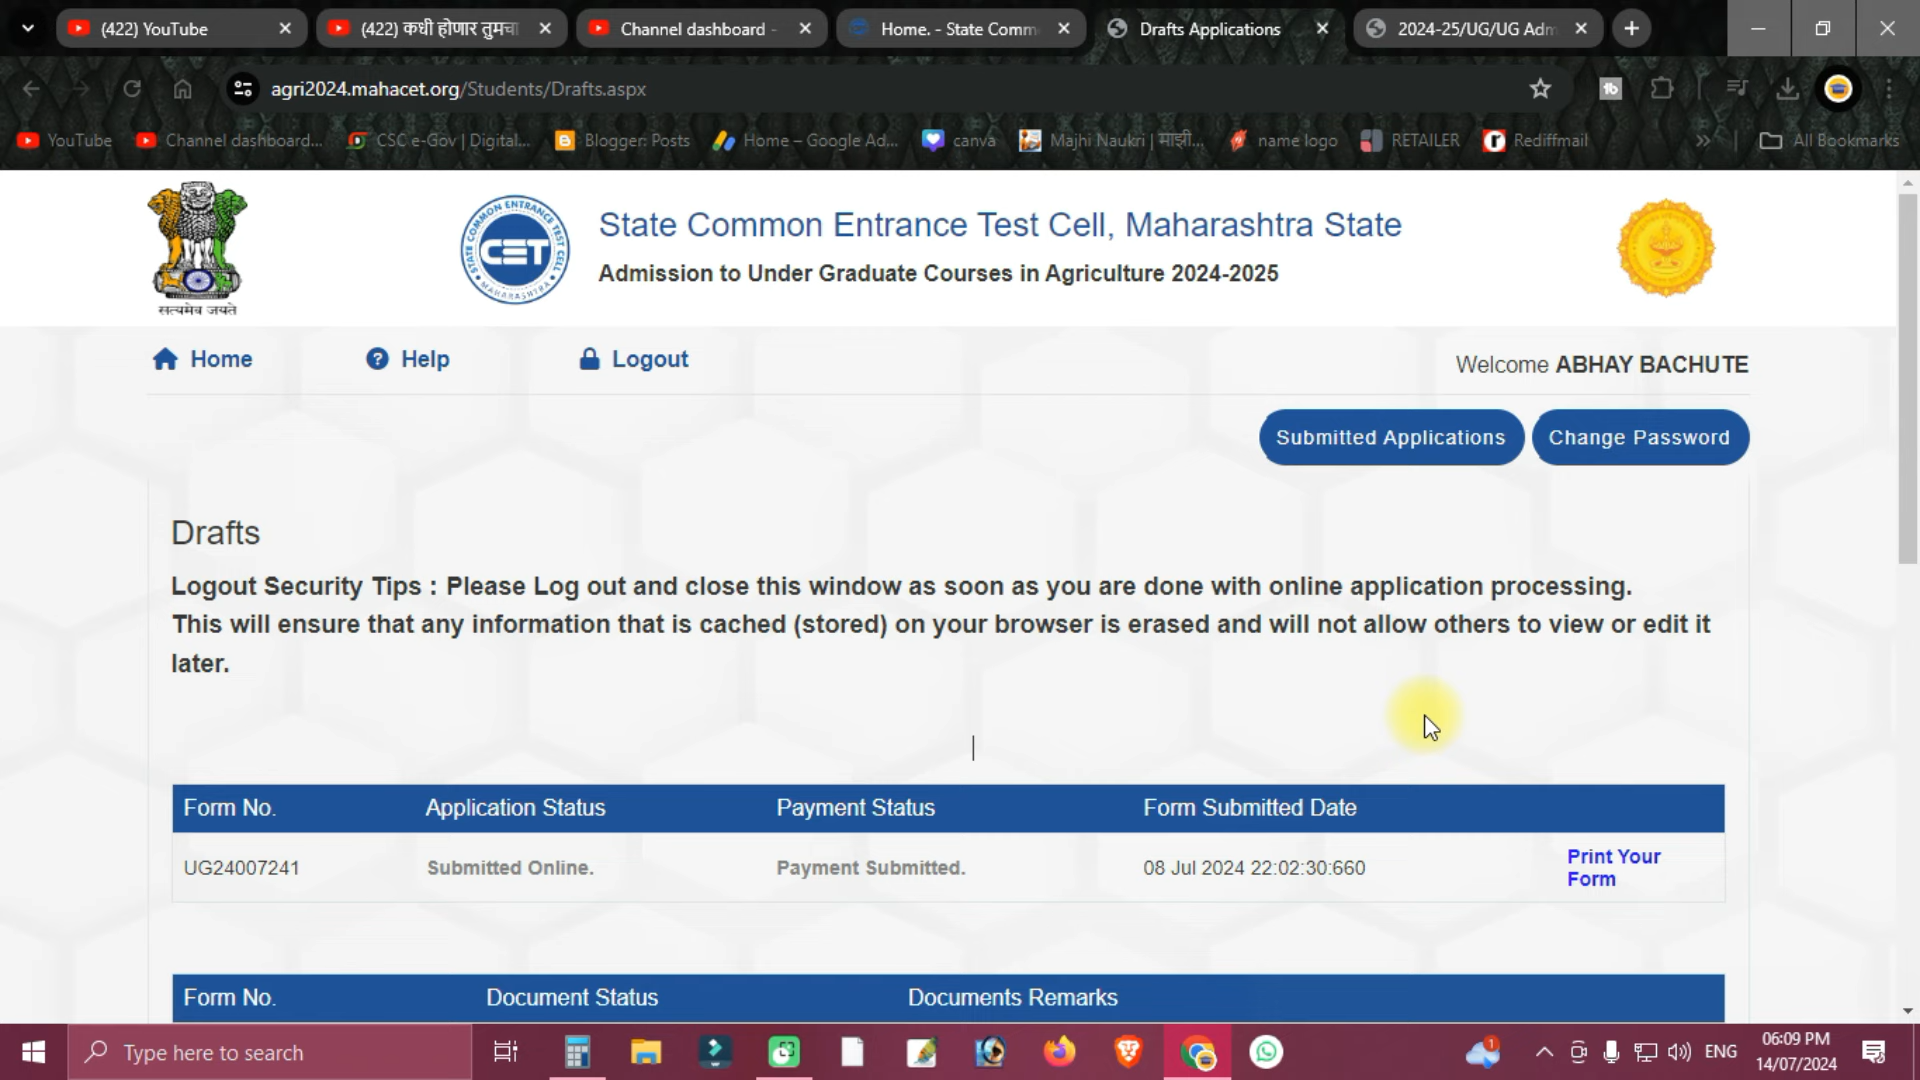 (422) YouTube
(422) कधी होणार तुमचा
Channel dashboard -
Home. - State Comm
Drafts Applications
2024-25/UG/UG Adm
agri2024.mahacet.org/Students/Drafts.aspx
YouTube
Channel dashboard...
CSC e-Gov | Digital...
Blogger: Posts
Home – Google Ad...
canva
Majhi Naukri | माझी...
name logo
RETAILER
Rediffmail
All Bookmarks
सत्यमेव जयते
STATE COMMON ENTRANCE TEST CELL
CET
MAHARASHTRA
State Common Entrance Test Cell, Maharashtra State
Admission to Under Graduate Courses in Agriculture 2024-2025
Home
Help
Logout
Welcome ABHAY BACHUTE
Submitted Applications
Change Password
Drafts
Logout Security Tips : Please Log out and close this window as soon as you are done with online application processing.
This will ensure that any information that is cached (stored) on your browser is erased and will not allow others to view or edit it
later.
Form No. Application Status Payment Status Form Submitted Date
UG24007241 Submitted Online. Payment Submitted. 08 Jul 2024 22:02:30:660 Print Your
Form
Form No. Document Status Documents Remarks
Type here to search
1
ENG
06:09 PM
14/07/2024